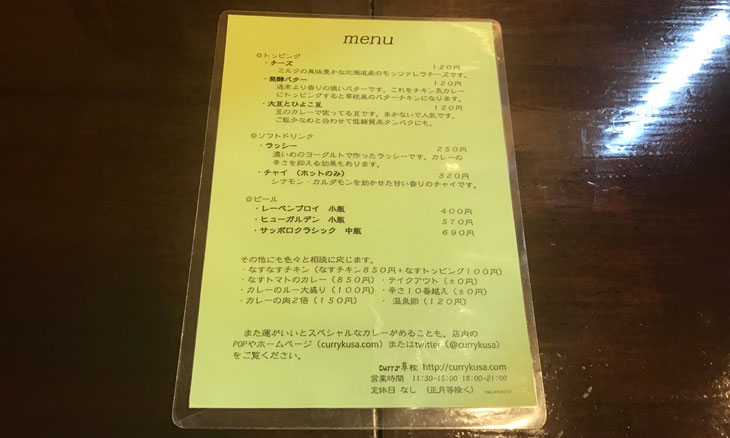 menu
◎トッピング
・チーズ 120円
ミルクの風味豊かな北海道産のモッツァレラチーズです。
・発酵バター 120円
通常より香りの強いバターです。これをチキン系カレー
にトッピングすると草枕風のバターチキンになります。
・大豆とひよこ豆 120円
豆のカレーで使ってる豆です。まかないで人気です。
ご飯少なめと合わせて低糖質高タンパクにも。
◎ソフトドリンク
・ラッシー 250円
濃いめのヨーグルトで作ったラッシーです。カレーの
辛さを抑える効果もあります。
・チャイ (ホットのみ) 320円
シナモン・カルダモンを効かせた甘い香りのチャイです。
◎ビール
・レーベンブロイ 小瓶 400円
・ヒューガルデン 小瓶 570円
・サッポロクラシック 中瓶 690円
その他にも色々と相談に応じます。
・なすなすチキン (なすチキン850円+なすトッピング100円)
・なすトマトのカレー (850円) ・テイクアウト (±0円)
・カレーのルー大盛り (100円) ・辛さ10番越え (±0円)
・カレーの肉2倍 (150円) ・ 温泉卵 (120円)
また運がいいとスペシャルなカレーがあることも。店内の
POPやホームページ (currykusa.com) またはtwitter (@currykusa)
をご覧ください。
curry 草枕 http://currykusa.com
営業時間 11:30-15:00 18:00-21:00
定休日 なし (正月等除く)